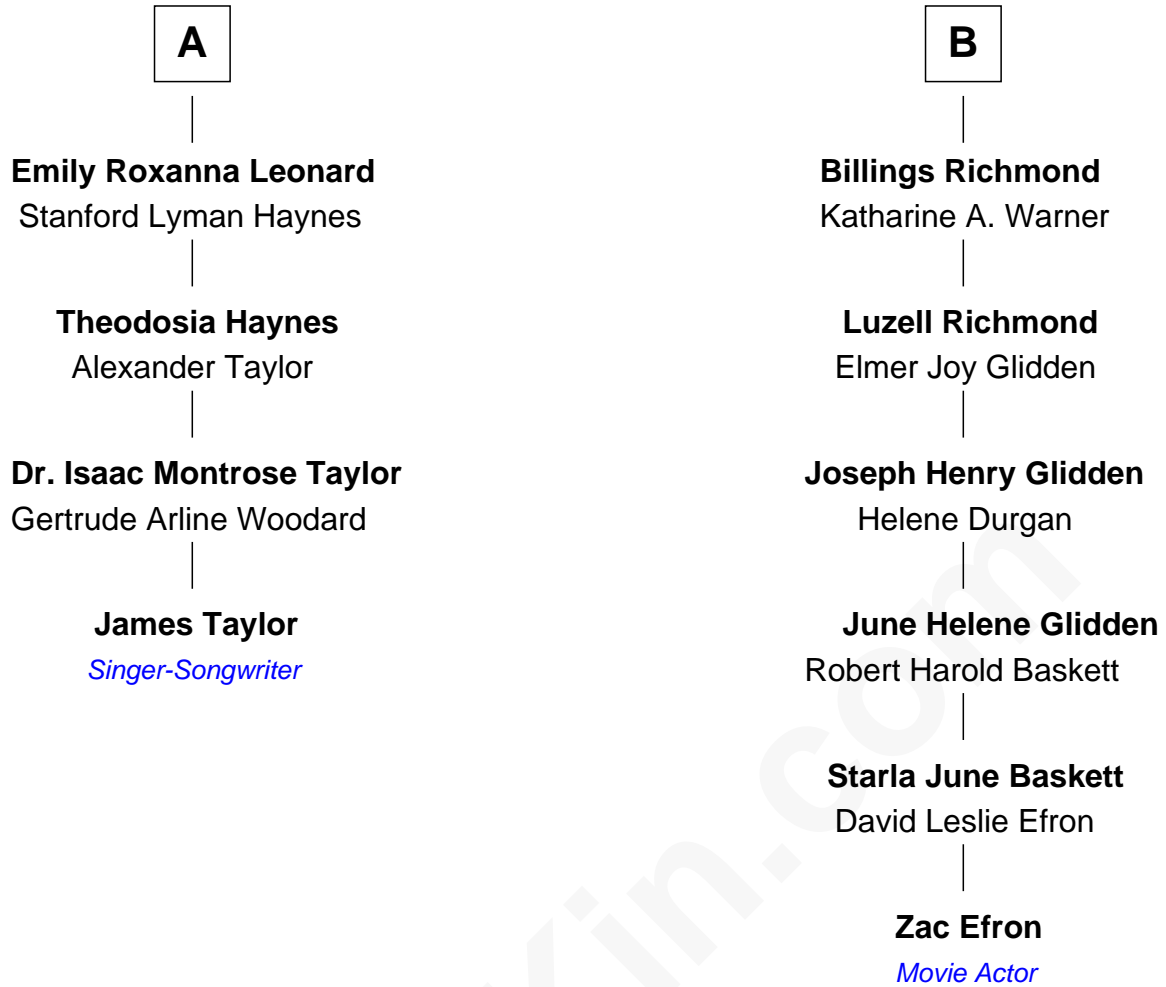 A
Emily Roxanna Leonard
Stanford Lyman Haynes
Theodosia Haynes
Alexander Taylor
Dr. Isaac Montrose Taylor
Gertrude Arline Woodard
James Taylor
Singer-Songwriter
B
Billings Richmond
Katharine A. Warner
Luzell Richmond
Elmer Joy Glidden
Joseph Henry Glidden
Helene Durgan
June Helene Glidden
Robert Harold Baskett
Starla June Baskett
David Leslie Efron
Zac Efron
Movie Actor
Kin.com